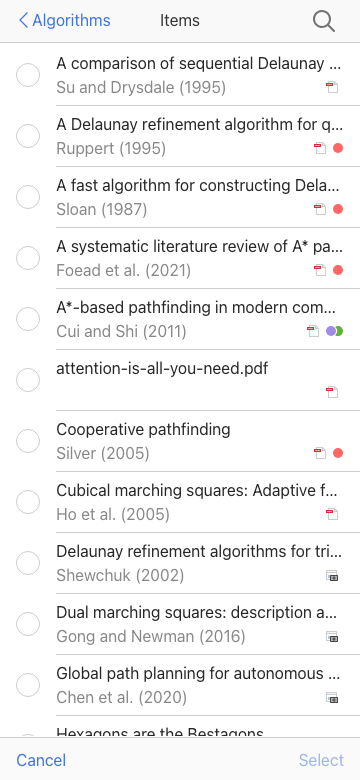 Algorithms
Items
A comparison of sequential Delaunay ...
Su and Drysdale (1995)
A Delaunay refinement algorithm for q...
Ruppert (1995)
A fast algorithm for constructing Dela...
Sloan (1987)
A systematic literature review of A* pa...
Foead et al. (2021)
A*-based pathfinding in modern com...
Cui and Shi (2011)
attention-is-all-you-need.pdf
Cooperative pathfinding
Silver (2005)
Cubical marching squares: Adaptive f...
Ho et al. (2005)
Delaunay refinement algorithms for tri...
Shewchuk (2002)
Dual marching squares: description a...
Gong and Newman (2016)
Global path planning for autonomous ...
Chen et al. (2020)
Hexagons are the Bestagons
Cancel
Select